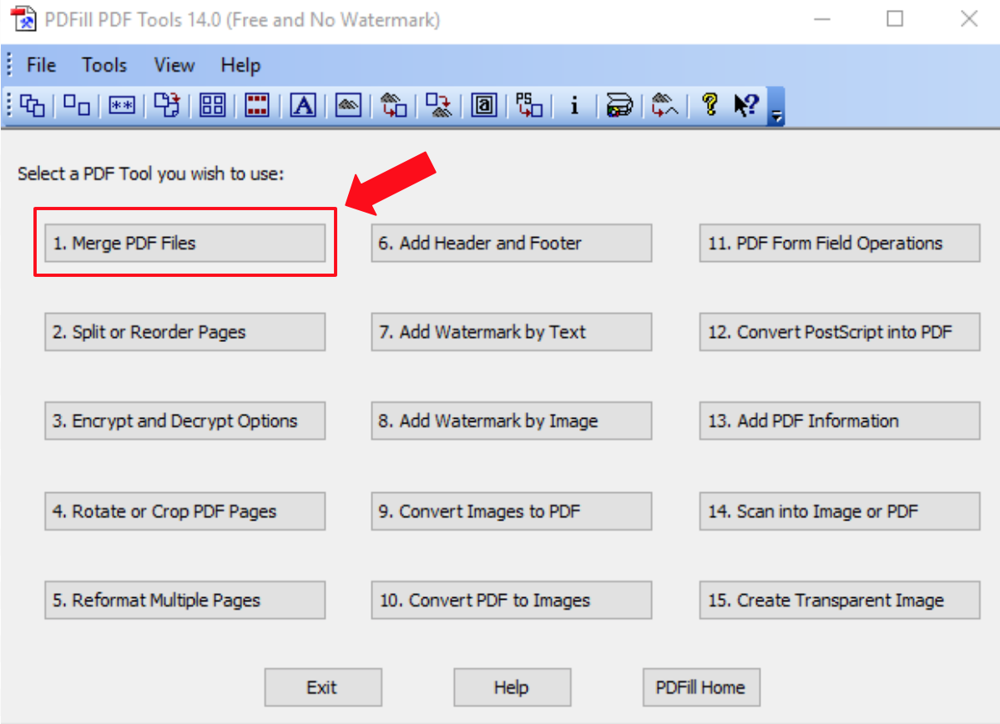 PDFill PDF Tools 14.0 (Free and No Watermark)
File Tools View Help
** A a PS i ? ?
Select a PDF Tool you wish to use:
1. Merge PDF Files
6. Add Header and Footer
11. PDF Form Field Operations
2. Split or Reorder Pages
7. Add Watermark by Text
12. Convert PostScript into PDF
3. Encrypt and Decrypt Options
8. Add Watermark by Image
13. Add PDF Information
4. Rotate or Crop PDF Pages
9. Convert Images to PDF
14. Scan into Image or PDF
5. Reformat Multiple Pages
10. Convert PDF to Images
15. Create Transparent Image
Exit
Help
PDFill Home